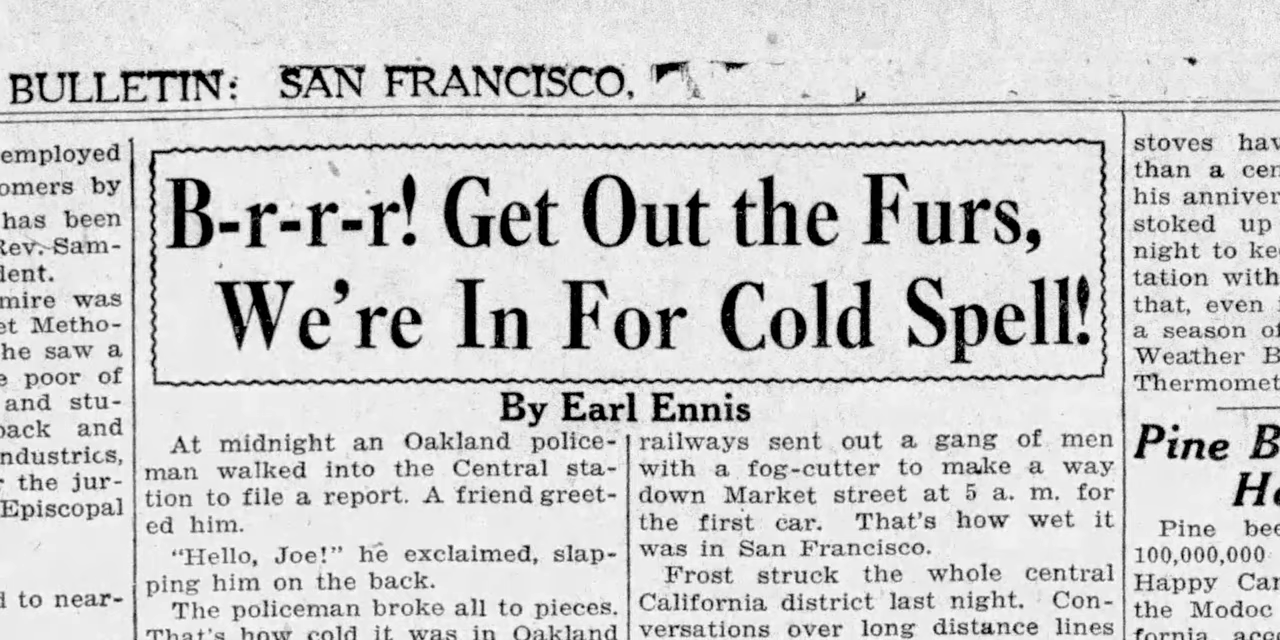 BULLETIN: SAN FRANCISCO,
employed
omers by
has been
Rev. Sam-
dent.
mire was
et Metho-
he saw a
e poor of
and stu-
back and
ndustries,
r the jur-
Episcopal
d to near-
B-r-r-r! Get Out the Furs,
We're In For Cold Spell!
By Earl Ennis
At midnight an Oakland police-
man walked into the Central sta-
tion to file a report. A friend greet-
ed him.
"Hello, Joe!" he exclaimed, slap-
ping him on the back.
The policeman broke all to pieces.
That's how cold it was in Oakland
railways sent out a gang of men
with a fog-cutter to make a way
down Market street at 5 a. m. for
the first car. That's how wet it
was in San Francisco.
Frost struck the whole central
California district last night. Con-
versations over long distance lines
stoves hav
than a cen
his anniver
stoked up
night to kee
tation with
that, even
a season of
Weather B
Thermomet
Pine B
He
Pine bee
100,000,000
Happy Cam
the Modoc
fornia acc